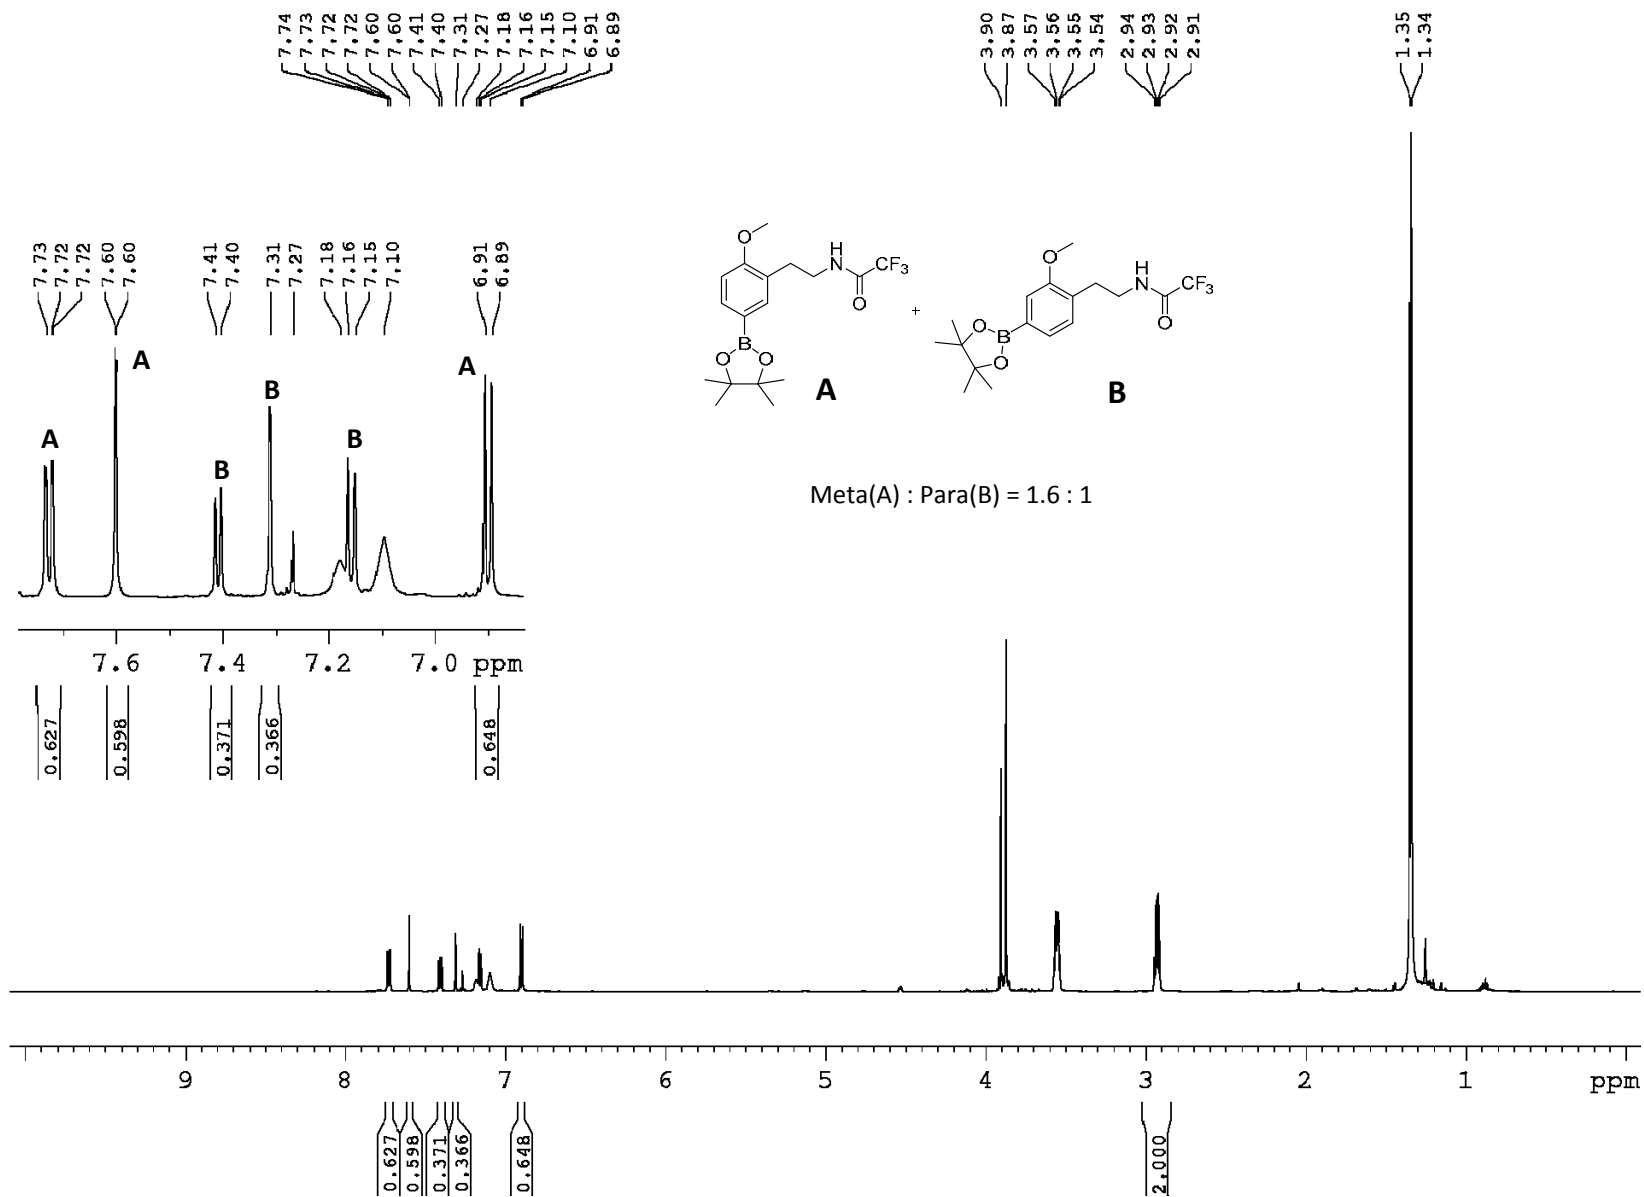 7.74
7.73
7.72
7.72
7.60
7.60
7.41
7.40
7.31
7.27
7.18
7.16
7.15
7.10
6.91
6.89
3.90
3.87
3.57
3.56
3.55
3.54
2.94
2.93
2.92
2.91
1.35
1.34
7.73
7.72
7.72
7.60
7.60
7.41
7.40
7.31
7.27
7.18
7.16
7.15
7.10
6.91
6.89
A
A
B
B
B
A
O
H
N
CF3
O
B
O
O
A
+
O
H
N
CF3
O
O
B
O
B
Meta(A) : Para(B) = 1.6 : 1
7.6 7.4 7.2 7.0 ppm
0.627
0.598
0.371
0.366
0.648
9 8 7 6 5 4 3 2 1 ppm
0.627
0.598
0.371
0.366
0.648
2.000